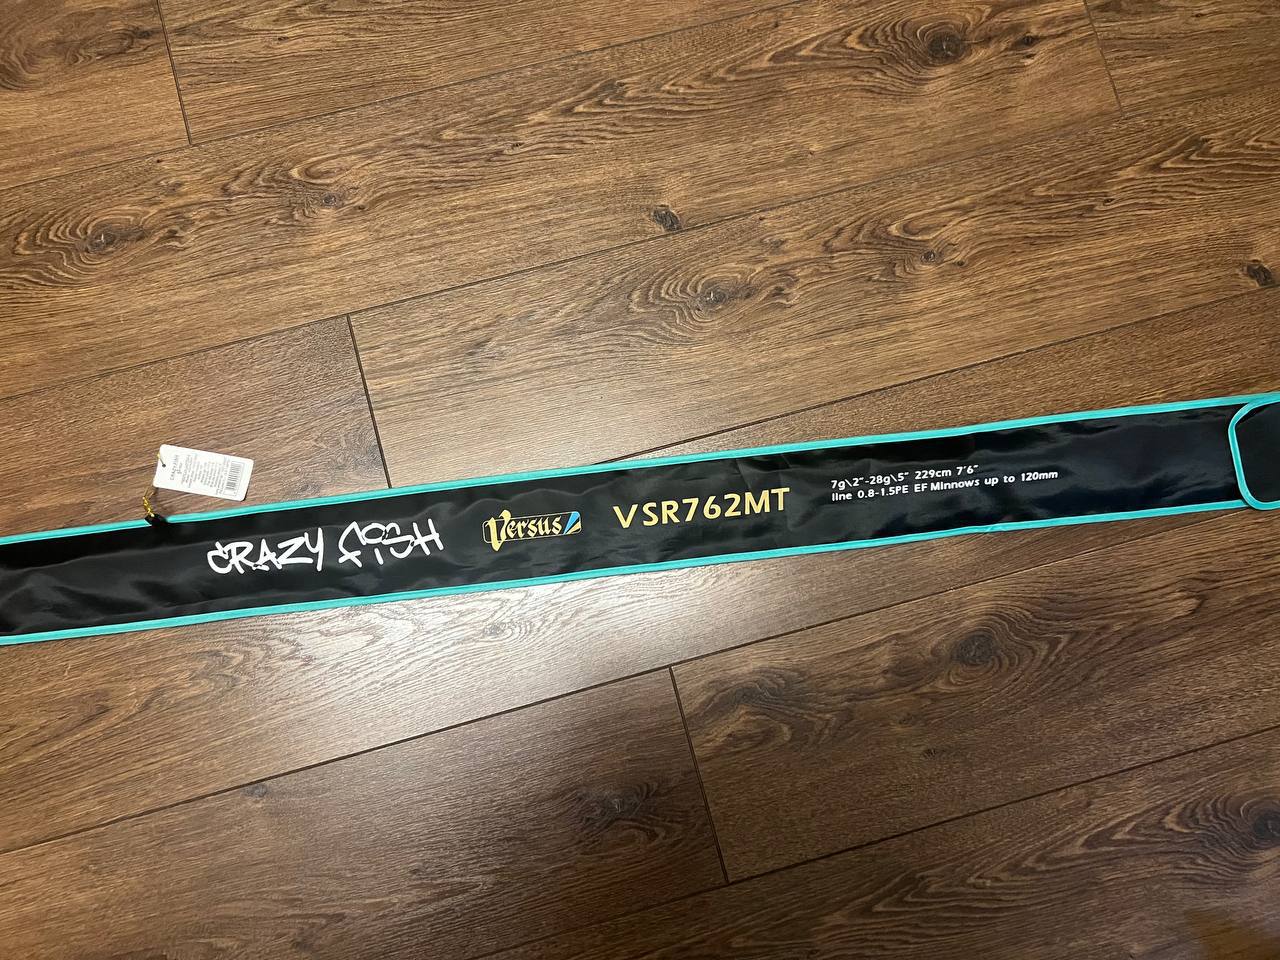 CRAZY FISH
Versus
VSR762MT
7g\2"-28g\5" 229cm 7'6"
line 0.8-1.5PE EF Minnows up to 120mm